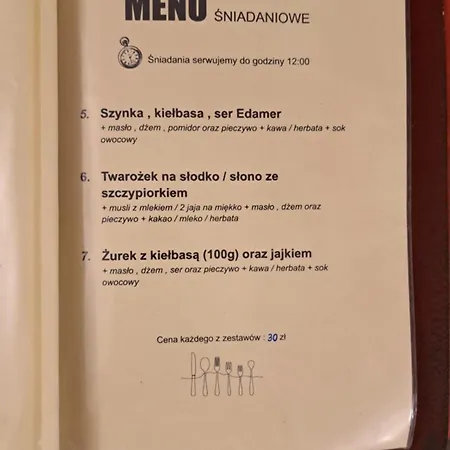 MENU ŚNIADANIOWE
Śniadania serwujemy do godziny 12:00
5. Szynka , kiełbasa , ser Edamer
+ masło , dżem , pomidor oraz pieczywo + kawa / herbata + sok
owocowy
6. Twarożek na słodko / słono ze
szczypiorkiem
+ musli z mlekiem / 2 jaja na miękko + masło , dżem oraz
pieczywo + kakao / mleko / herbata
7. Żurek z kiełbasą (100g) oraz jajkiem
+ masło , dżem , ser oraz pieczywo + kawa / herbata + sok
owocowy
Cena każdego z zestawów : 30 zł